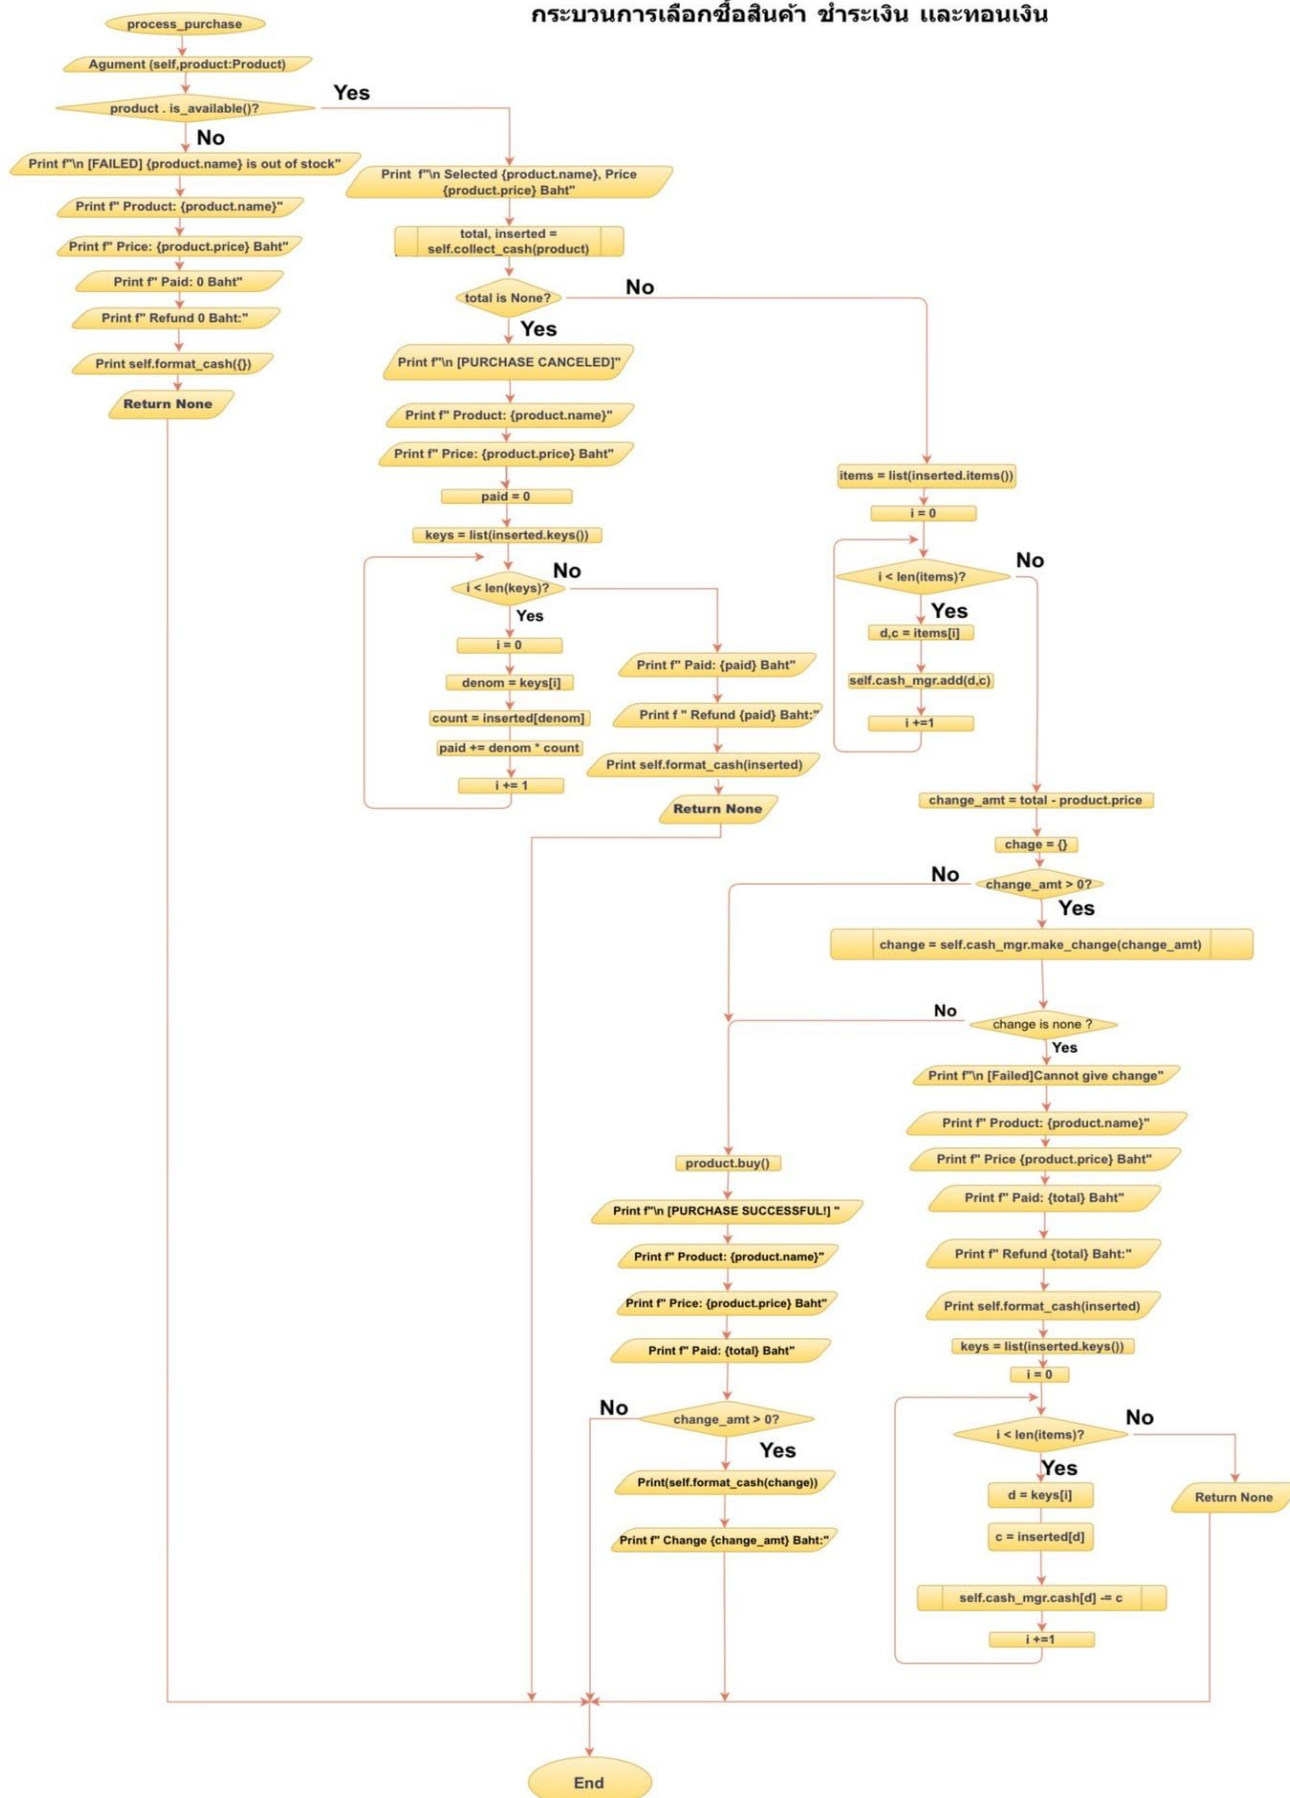 กระบวนการเลือกซื้อสินค้า ชำระเงิน และทอนเงิน
process_purchase
Agument (self,product:Product)
product . is_available()?
Yes
No
Print f"\n [FAILED] {product.name} is out of stock"
Print f" Product: {product.name}"
Print f" Price: {product.price} Baht"
Print f" Paid: 0 Baht"
Print f" Refund 0 Baht:"
Print self.format_cash({})
Return None
Print  f"\n Selected {product.name}, Price
{product.price} Baht"
total, inserted =
self.collect_cash(product)
total is None?
No
Yes
Print f"\n [PURCHASE CANCELED]"
Print f" Product: {product.name}"
Print f" Price: {product.price} Baht"
paid = 0
keys = list(inserted.keys())
i < len(keys)?
No
Yes
i = 0
denom = keys[i]
count = inserted[denom]
paid += denom * count
i += 1
Print f" Paid: {paid} Baht"
Print f " Refund {paid} Baht:"
Print self.format_cash(inserted)
Return None
items = list(inserted.items())
i = 0
i < len(items)?
No
Yes
d,c = items[i]
self.cash_mgr.add(d,c)
i +=1
change_amt = total - product.price
chage = {}
change_amt > 0?
No
Yes
change = self.cash_mgr.make_change(change_amt)
change is none ?
No
Yes
Print f"\n [Failed]Cannot give change"
Print f" Product: {product.name}"
Print f" Price {product.price} Baht"
Print f" Paid: {total} Baht"
Print f" Refund {total} Baht:"
Print self.format_cash(inserted)
keys = list(inserted.keys())
i = 0
i < len(items)?
No
Yes
d = keys[i]
c = inserted[d]
self.cash_mgr.cash[d] -= c
i +=1
Return None
product.buy()
Print f"\n [PURCHASE SUCCESSFUL!] "
Print f" Product: {product.name}"
Print f" Price: {product.price} Baht"
Print f" Paid: {total} Baht"
change_amt > 0?
No
Yes
Print(self.format_cash(change))
Print f" Change {change_amt} Baht:"
End